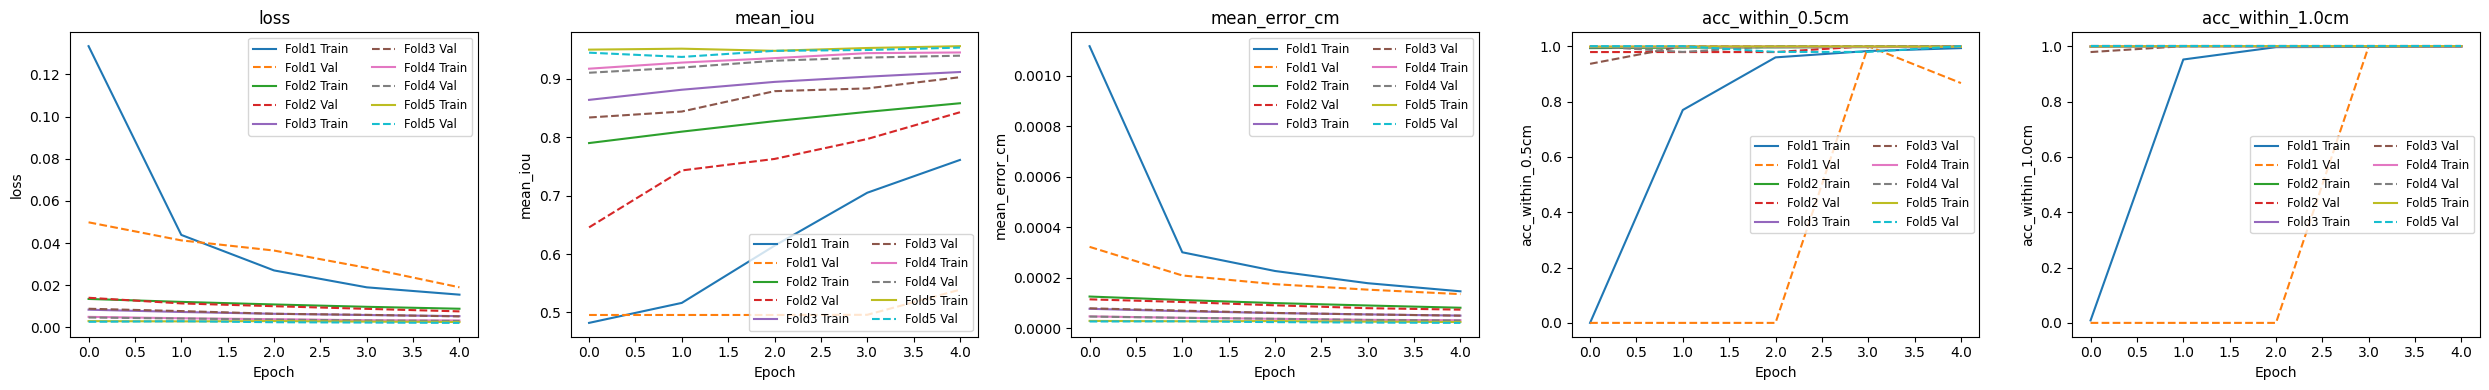 loss
loss
0.12
0.10
0.08
0.06
0.04
0.02
0.00
Fold1 Train
Fold1 Val
Fold2 Train
Fold2 Val
Fold3 Train
Fold3 Val
Fold4 Train
Fold4 Val
Fold5 Train
Fold5 Val
0.0 0.5 1.0 1.5 2.0 2.5 3.0 3.5 4.0
Epoch
mean_iou
mean_iou
0.9
0.8
0.7
0.6
0.5
Fold1 Train
Fold1 Val
Fold2 Train
Fold2 Val
Fold3 Train
Fold3 Val
Fold4 Train
Fold4 Val
Fold5 Train
Fold5 Val
0.0 0.5 1.0 1.5 2.0 2.5 3.0 3.5 4.0
Epoch
mean_error_cm
mean_error_cm
0.0010
0.0008
0.0006
0.0004
0.0002
0.0000
Fold1 Train
Fold1 Val
Fold2 Train
Fold2 Val
Fold3 Train
Fold3 Val
Fold4 Train
Fold4 Val
Fold5 Train
Fold5 Val
0.0 0.5 1.0 1.5 2.0 2.5 3.0 3.5 4.0
Epoch
acc_within_0.5cm
acc_within_0.5cm
1.0
0.8
0.6
0.4
0.2
0.0
Fold1 Train
Fold1 Val
Fold2 Train
Fold2 Val
Fold3 Train
Fold3 Val
Fold4 Train
Fold4 Val
Fold5 Train
Fold5 Val
0.0 0.5 1.0 1.5 2.0 2.5 3.0 3.5 4.0
Epoch
acc_within_1.0cm
acc_within_1.0cm
1.0
0.8
0.6
0.4
0.2
0.0
Fold1 Train
Fold1 Val
Fold2 Train
Fold2 Val
Fold3 Train
Fold3 Val
Fold4 Train
Fold4 Val
Fold5 Train
Fold5 Val
0.0 0.5 1.0 1.5 2.0 2.5 3.0 3.5 4.0
Epoch